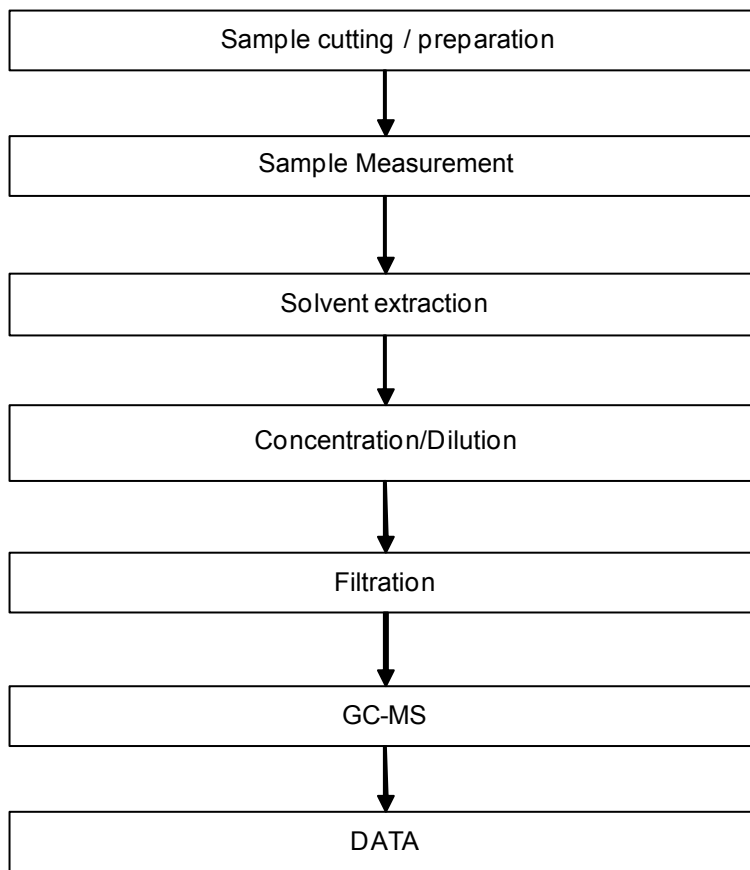 Sample cutting / preparation
Sample Measurement
Solvent extraction
Concentration/Dilution
Filtration
GC-MS
DATA